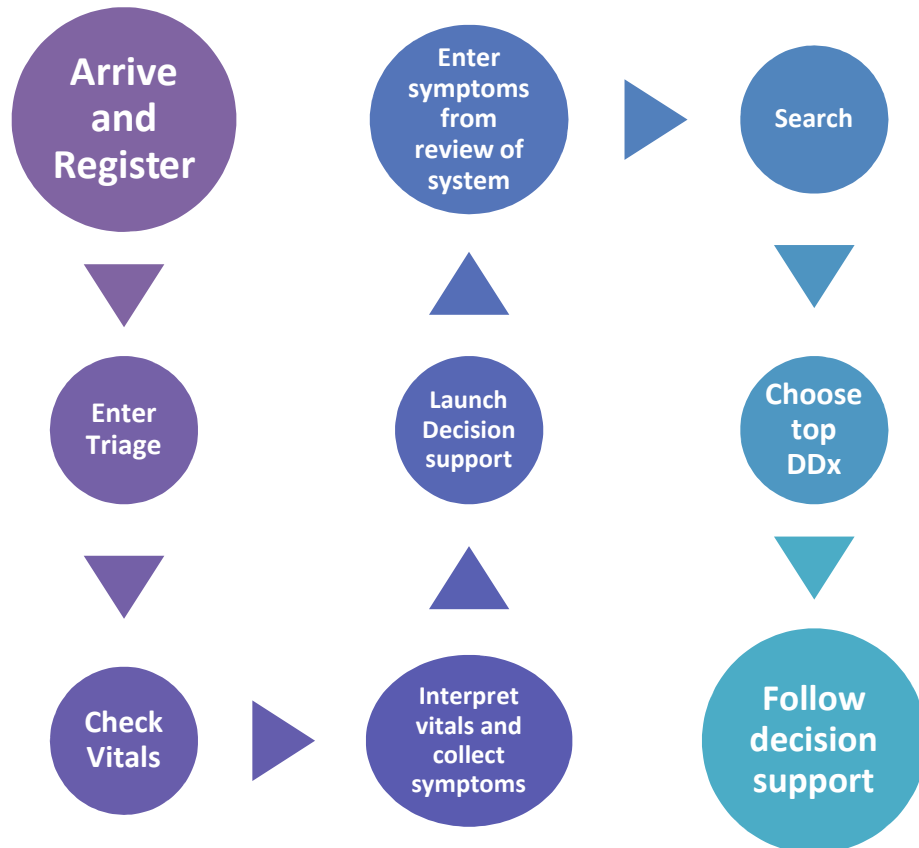 Arrive
and
Register
Enter
Triage
Check
Vitals
Interpret
vitals and
collect
symptoms
Launch
Decision
support
Enter
symptoms
from
review of
system
Search
Choose
top
DDx
Follow
decision
support